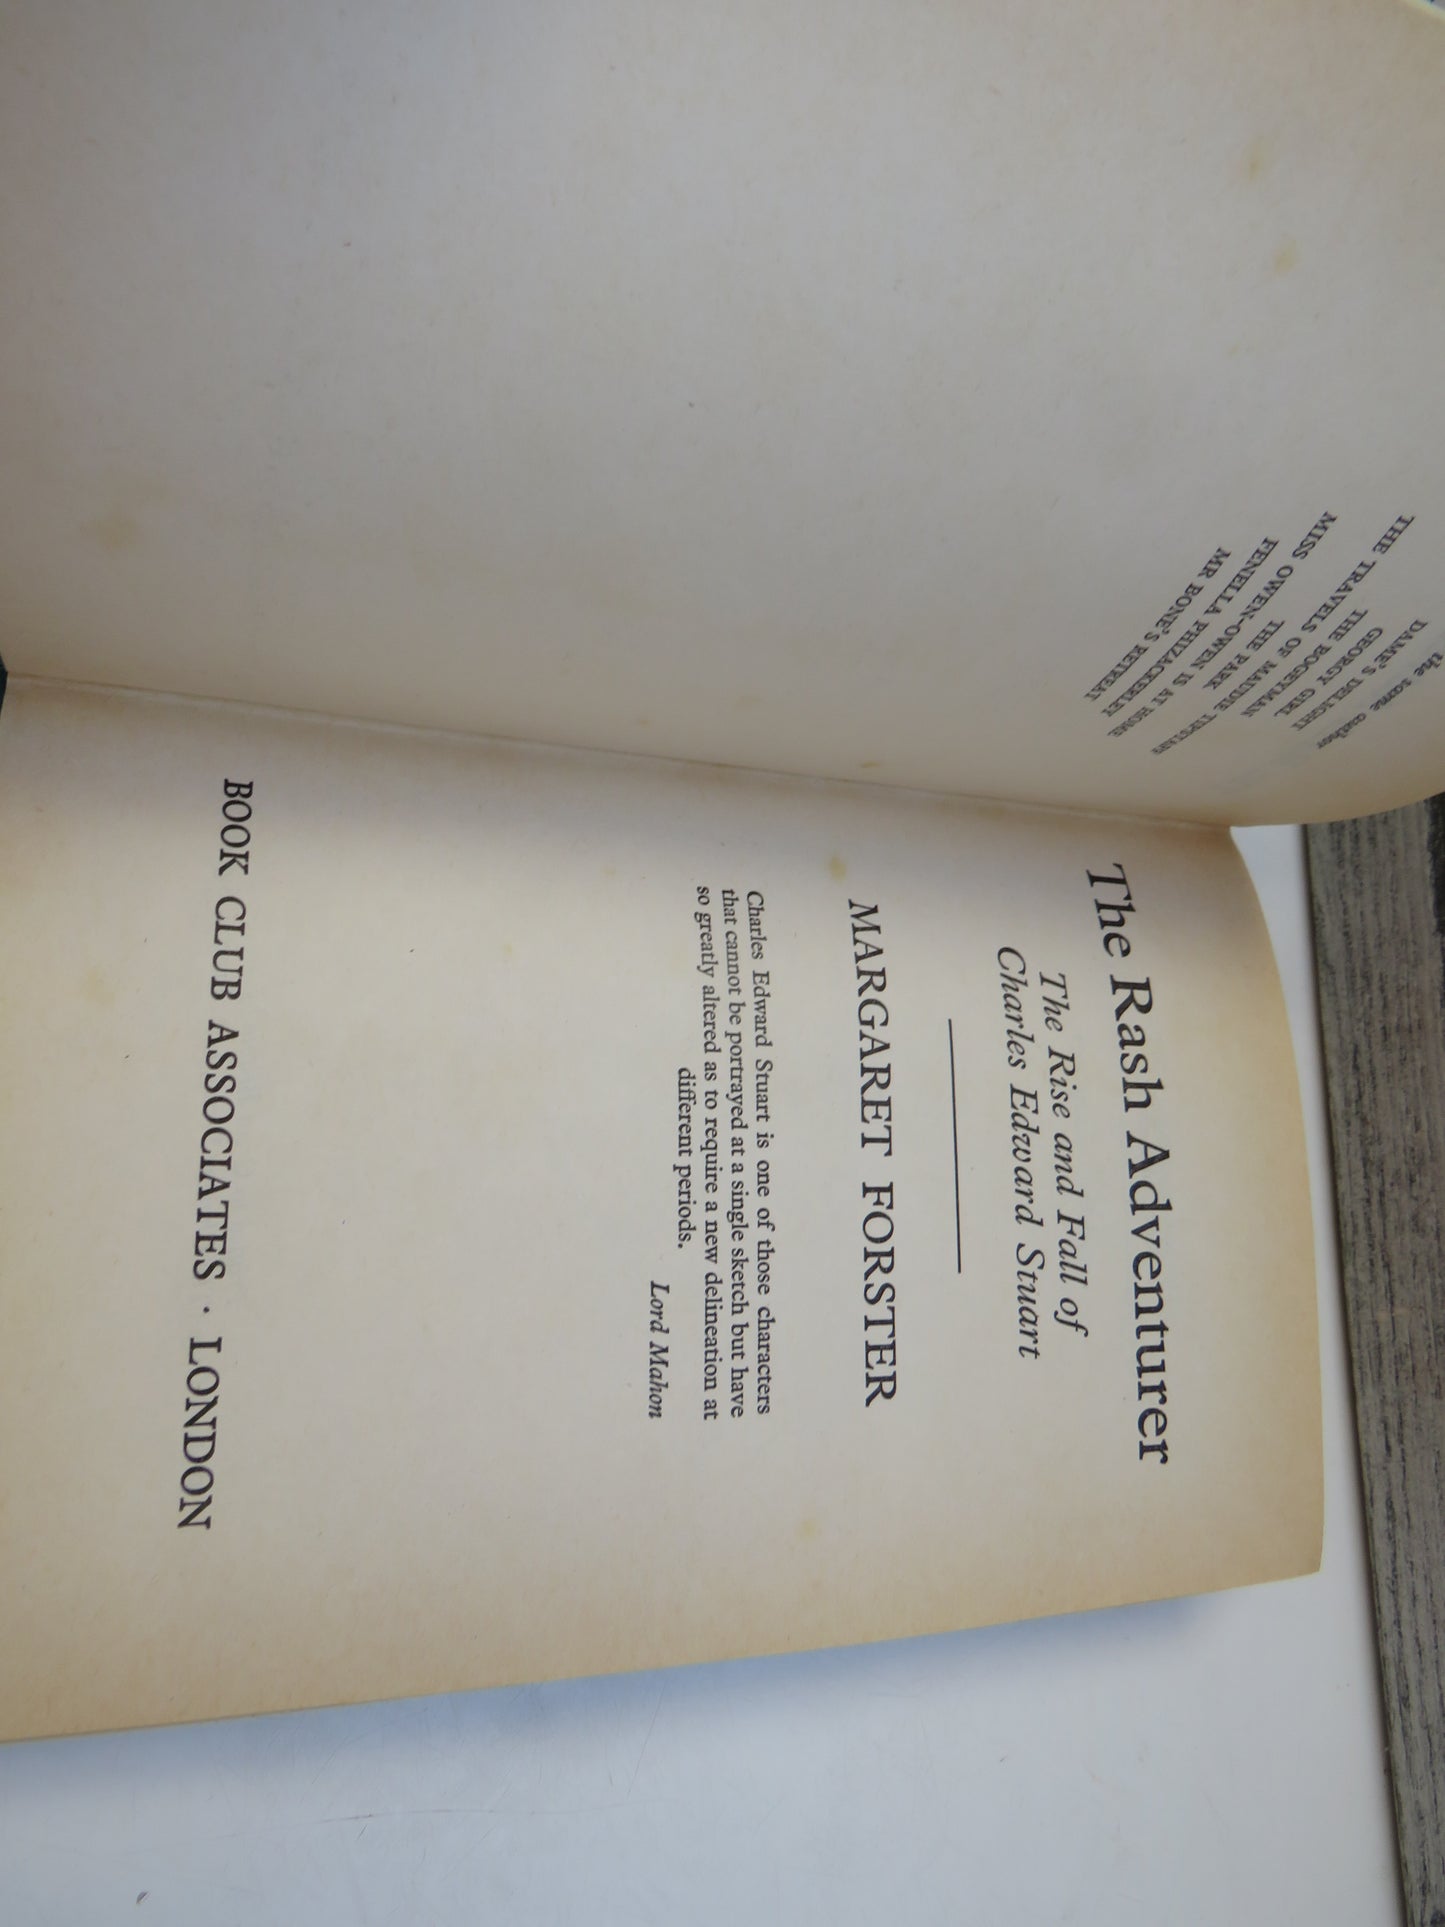 the same author
DAME'S DELIGHT
GEORGY GIRL
THE BOGEYMAN
THE TRAVELS OF MAUDIE TIPSTAFF
THE PARK
MISS OWEN-OWEN IS AT HOME
FENELLA PHIZACKERLEY
MR BONE'S RETREAT
The Rash Adventurer
The Rise and Fall of
Charles Edward Stuart
MARGARET FORSTER
Charles Edward Stuart is one of those characters
that cannot be portrayed at a single sketch but have
so greatly altered as to require a new delineation at
different periods.
Lord Mahon
BOOK CLUB ASSOCIATES · LONDON